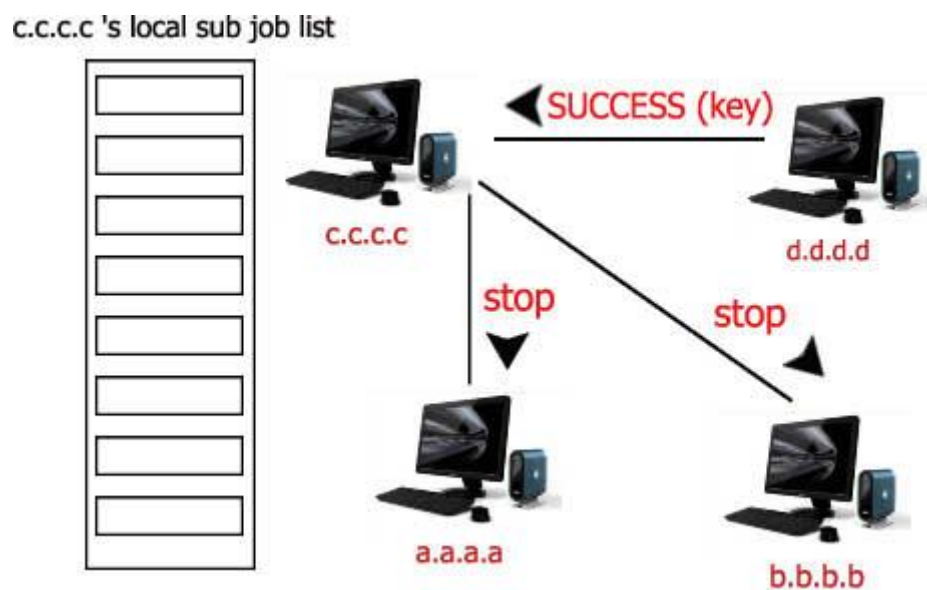 c.c.c.c 's local sub job list
SUCCESS (key)
c.c.c.c
d.d.d.d
stop
stop
a.a.a.a
b.b.b.b